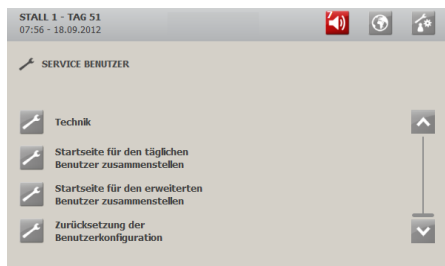 STALL 1 - TAG 51
07:56 - 18.09.2012
SERVICE BENUTZER
Technik
Startseite für den täglichen
Benutzer zusammenstellen
Startseite für den erweiterten
Benutzer zusammenstellen
Zurücksetzung der
Benutzerkonfiguration